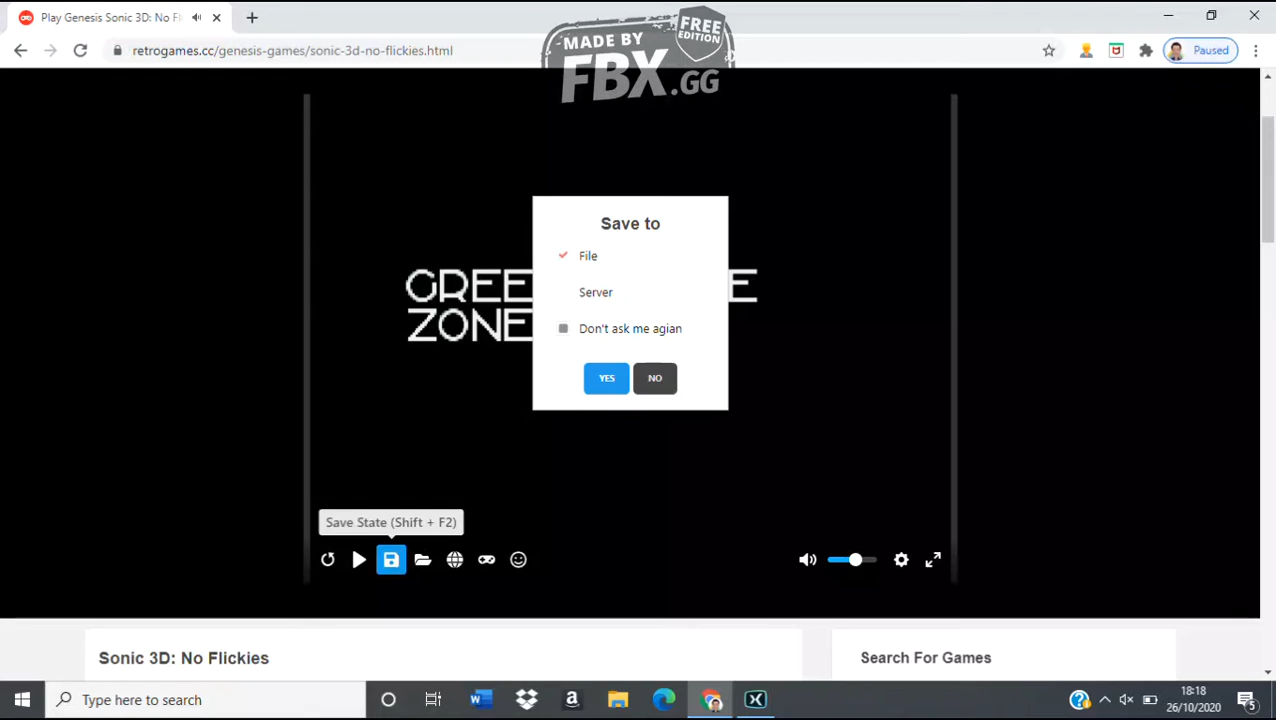 Play Genesis Sonic 3D: No Fl
MADE BY
FBX.GG
FREE
EDITION
retrogames.cc/genesis-games/sonic-3d-no-flickies.html
Paused
Save to
File
GREE
E
Server
ZONE
Don't ask me agian
YES
NO
Save State (Shift + F2)
Sonic 3D: No Flickies
Search For Games
Type here to search
18:18
26/10/2020
5